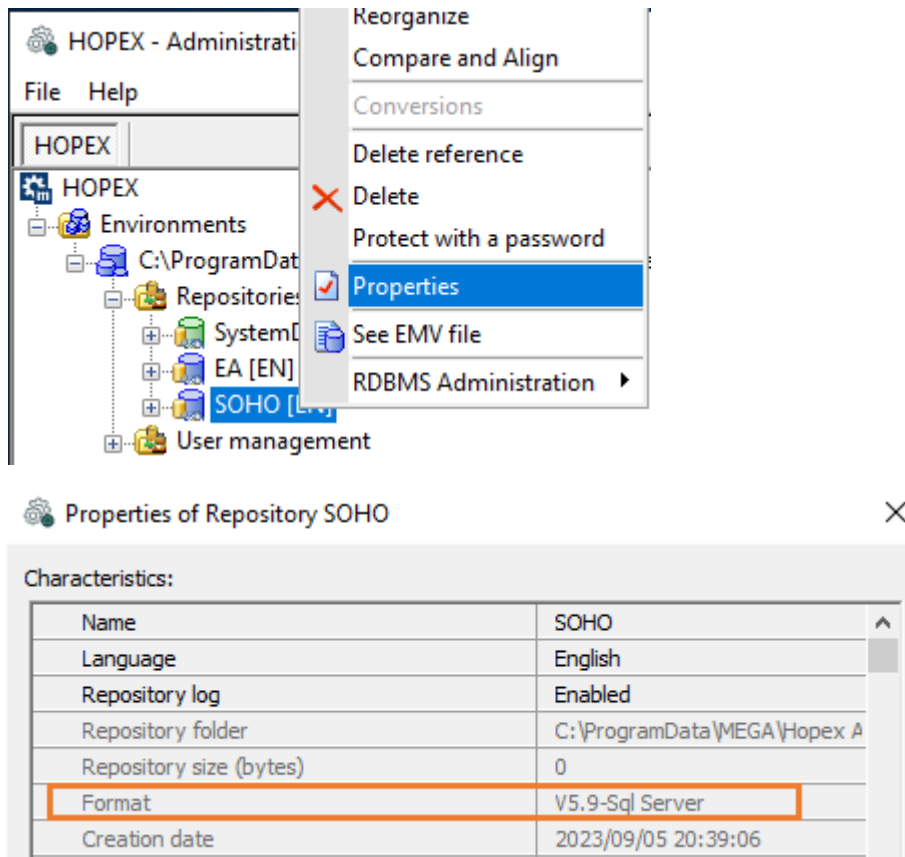 Reorganize
HOPEX - Administrati
Compare and Align
File Help
Conversions
HOPEX
Delete reference
HOPEX
Delete
Environments
Protect with a password
C:\ProgramDat
Properties
Repositories
See EMV file
SystemD
EA [EN]
RDBMS Administration
SOHO [EN]
User management
Properties of Repository SOHO
Characteristics:
Name SOHO
Language English
Repository log Enabled
Repository folder C:\ProgramData\MEGA\Hopex A
Repository size (bytes) 0
Format V5.9-Sql Server
Creation date 2023/09/05 20:39:06